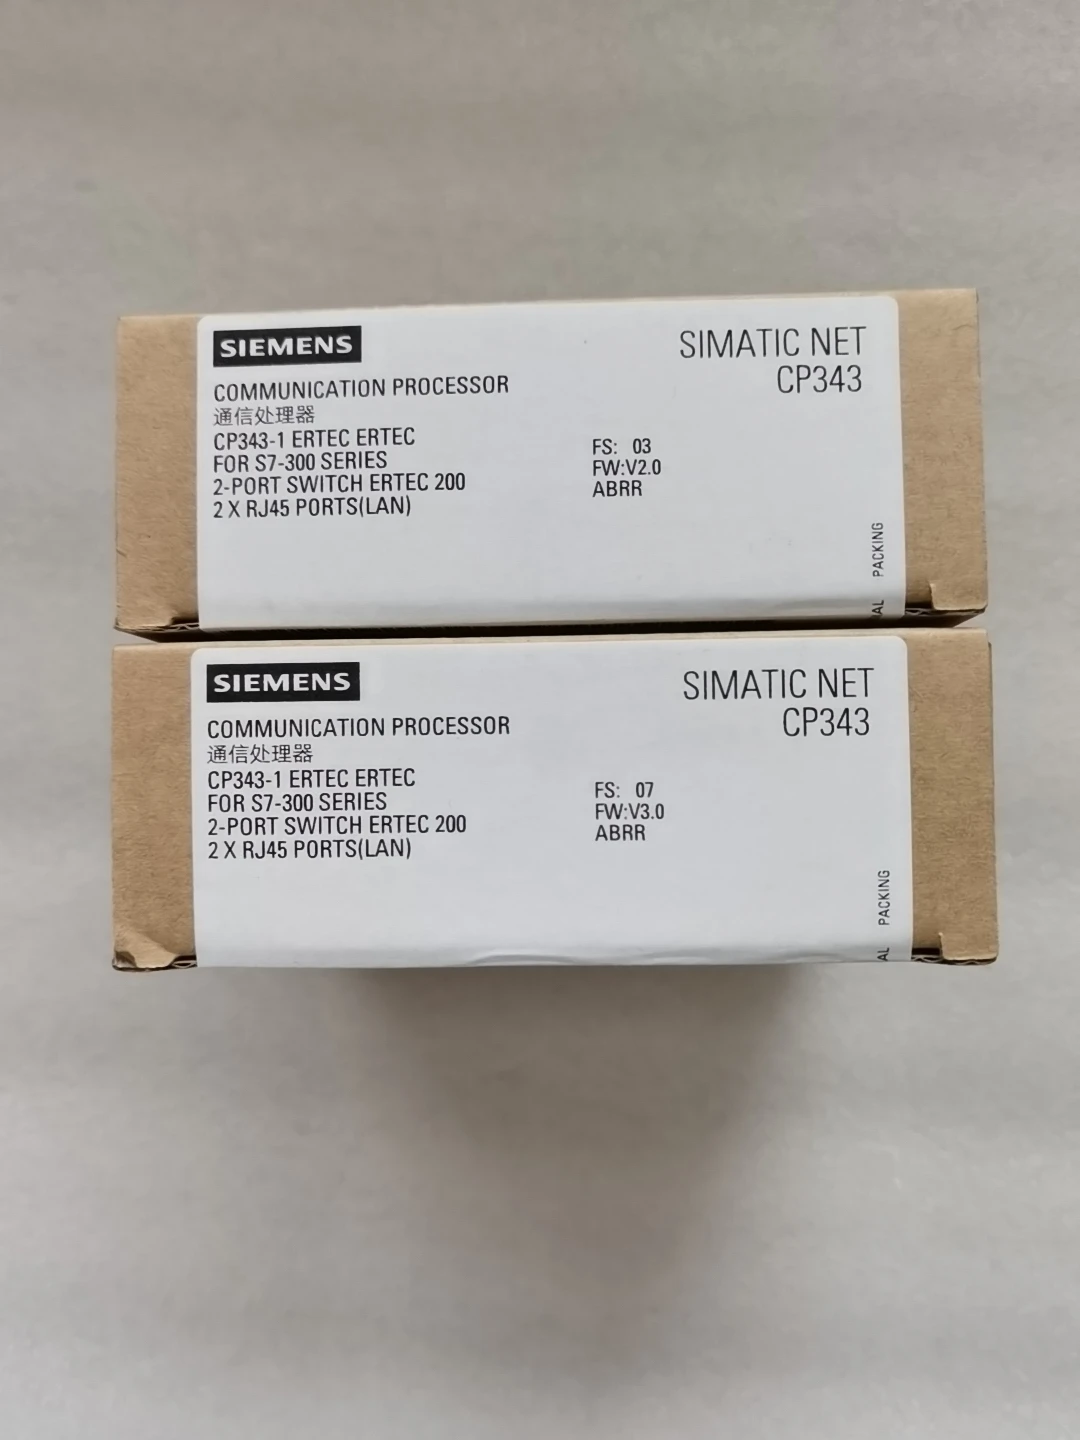 SIEMENS
SIMATIC NET
CP343
COMMUNICATION PROCESSOR
通信处理器
CP343-1 ERTEC ERTEC
FOR S7-300 SERIES
2-PORT SWITCH ERTEC 200
2 X RJ45 PORTS(LAN)
FS: 03
FW:V2.0
ABRR
AL PACKING
SIEMENS
SIMATIC NET
CP343
COMMUNICATION PROCESSOR
通信处理器
CP343-1 ERTEC ERTEC
FOR S7-300 SERIES
2-PORT SWITCH ERTEC 200
2 X RJ45 PORTS(LAN)
FS: 07
FW:V3.0
ABRR
AL PACKING